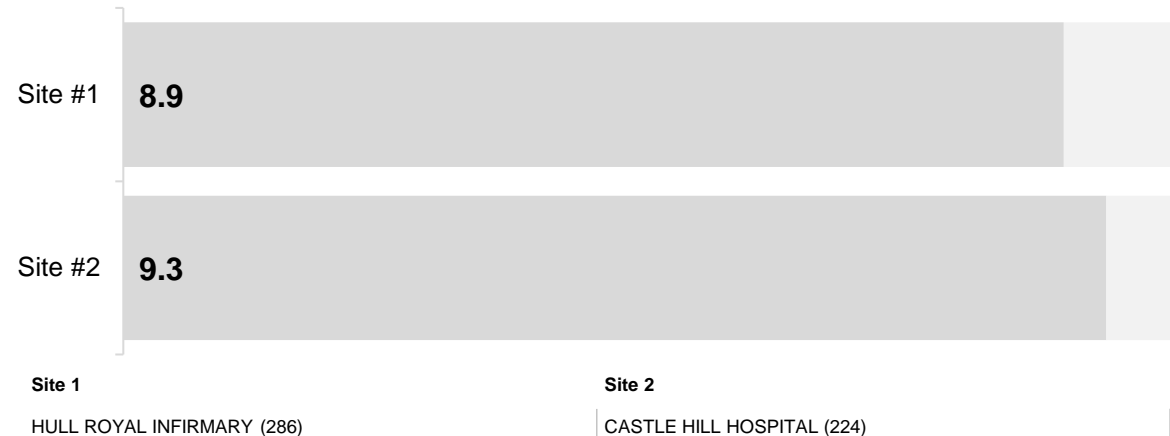 Site #1
8.9
Site #2
9.3
Site 1
Site 2
HULL ROYAL INFIRMARY (286)
CASTLE HILL HOSPITAL (224)